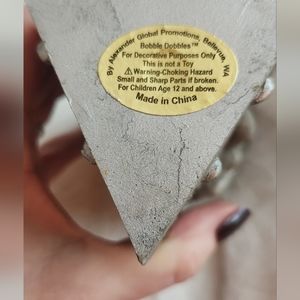 By Alexander Global Promotions, Bellevue, WA
Bobble Dobbles™
For Decorative Purposes Only
This is not a Toy
⚠Warning-Choking Hazard
Small and Sharp Parts if broken.
For Children Age 12 and above.
Made in China